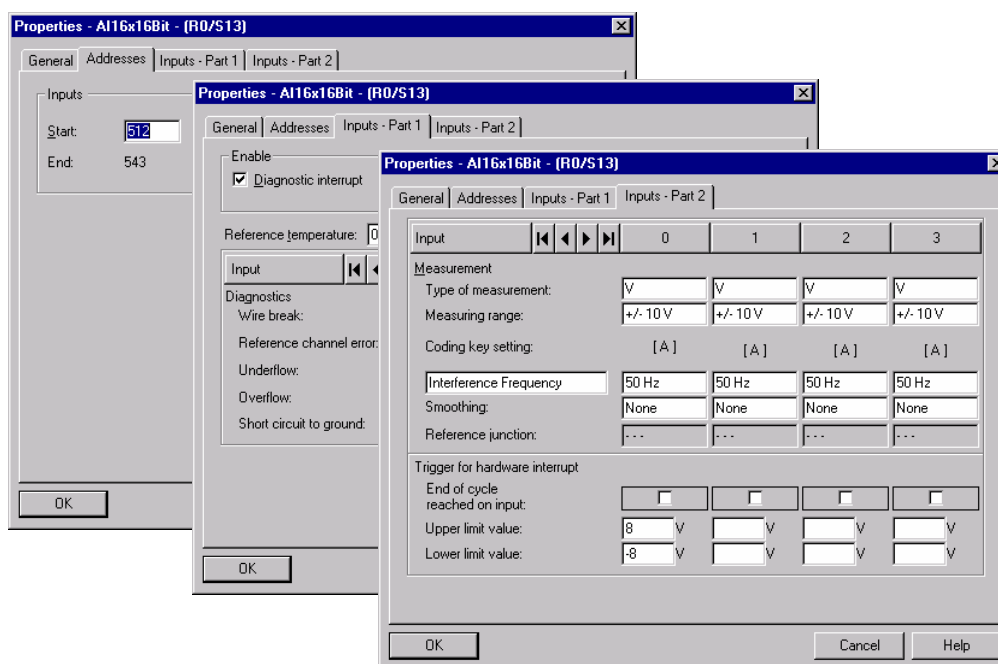 Properties - AI16x16Bit - (R0/S13)
General Addresses Inputs - Part 1 Inputs - Part 2
Inputs
Start: 512
End: 543
OK
Properties - AI16x16Bit - (R0/S13)
General Addresses Inputs - Part 1 Inputs - Part 2
Enable
Diagnostic interrupt
Reference temperature: 0
Input
Diagnostics
Wire break:
Reference channel error:
Underflow:
Overflow:
Short circuit to ground:
OK
Properties - AI16x16Bit - (R0/S13)
General Addresses Inputs - Part 1 Inputs - Part 2
Input 0 1 2 3
Measurement
Type of measurement: V V V V
Measuring range: +/- 10 V +/- 10 V +/- 10 V +/- 10 V
Coding key setting: [ A ] [ A ] [ A ] [ A ]
Interference Frequency 50 Hz 50 Hz 50 Hz 50 Hz
Smoothing: None None None None
Reference junction: - - - - - - - - - - - -
Trigger for hardware interrupt
End of cycle
reached on input:
Upper limit value: 8 V V V V
Lower limit value: -8 V V V V
OK Cancel Help